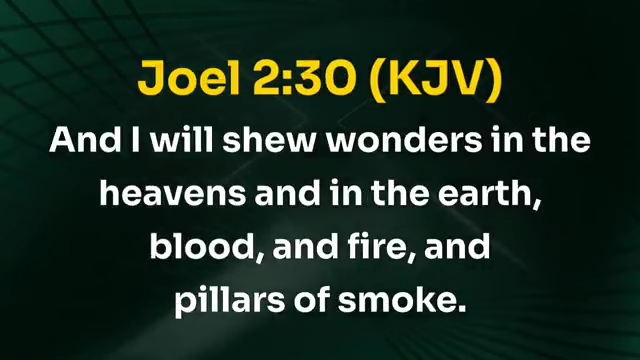 Joel 2:30 (KJV)
And I will shew wonders in the
heavens and in the earth,
blood, and fire, and
pillars of smoke.